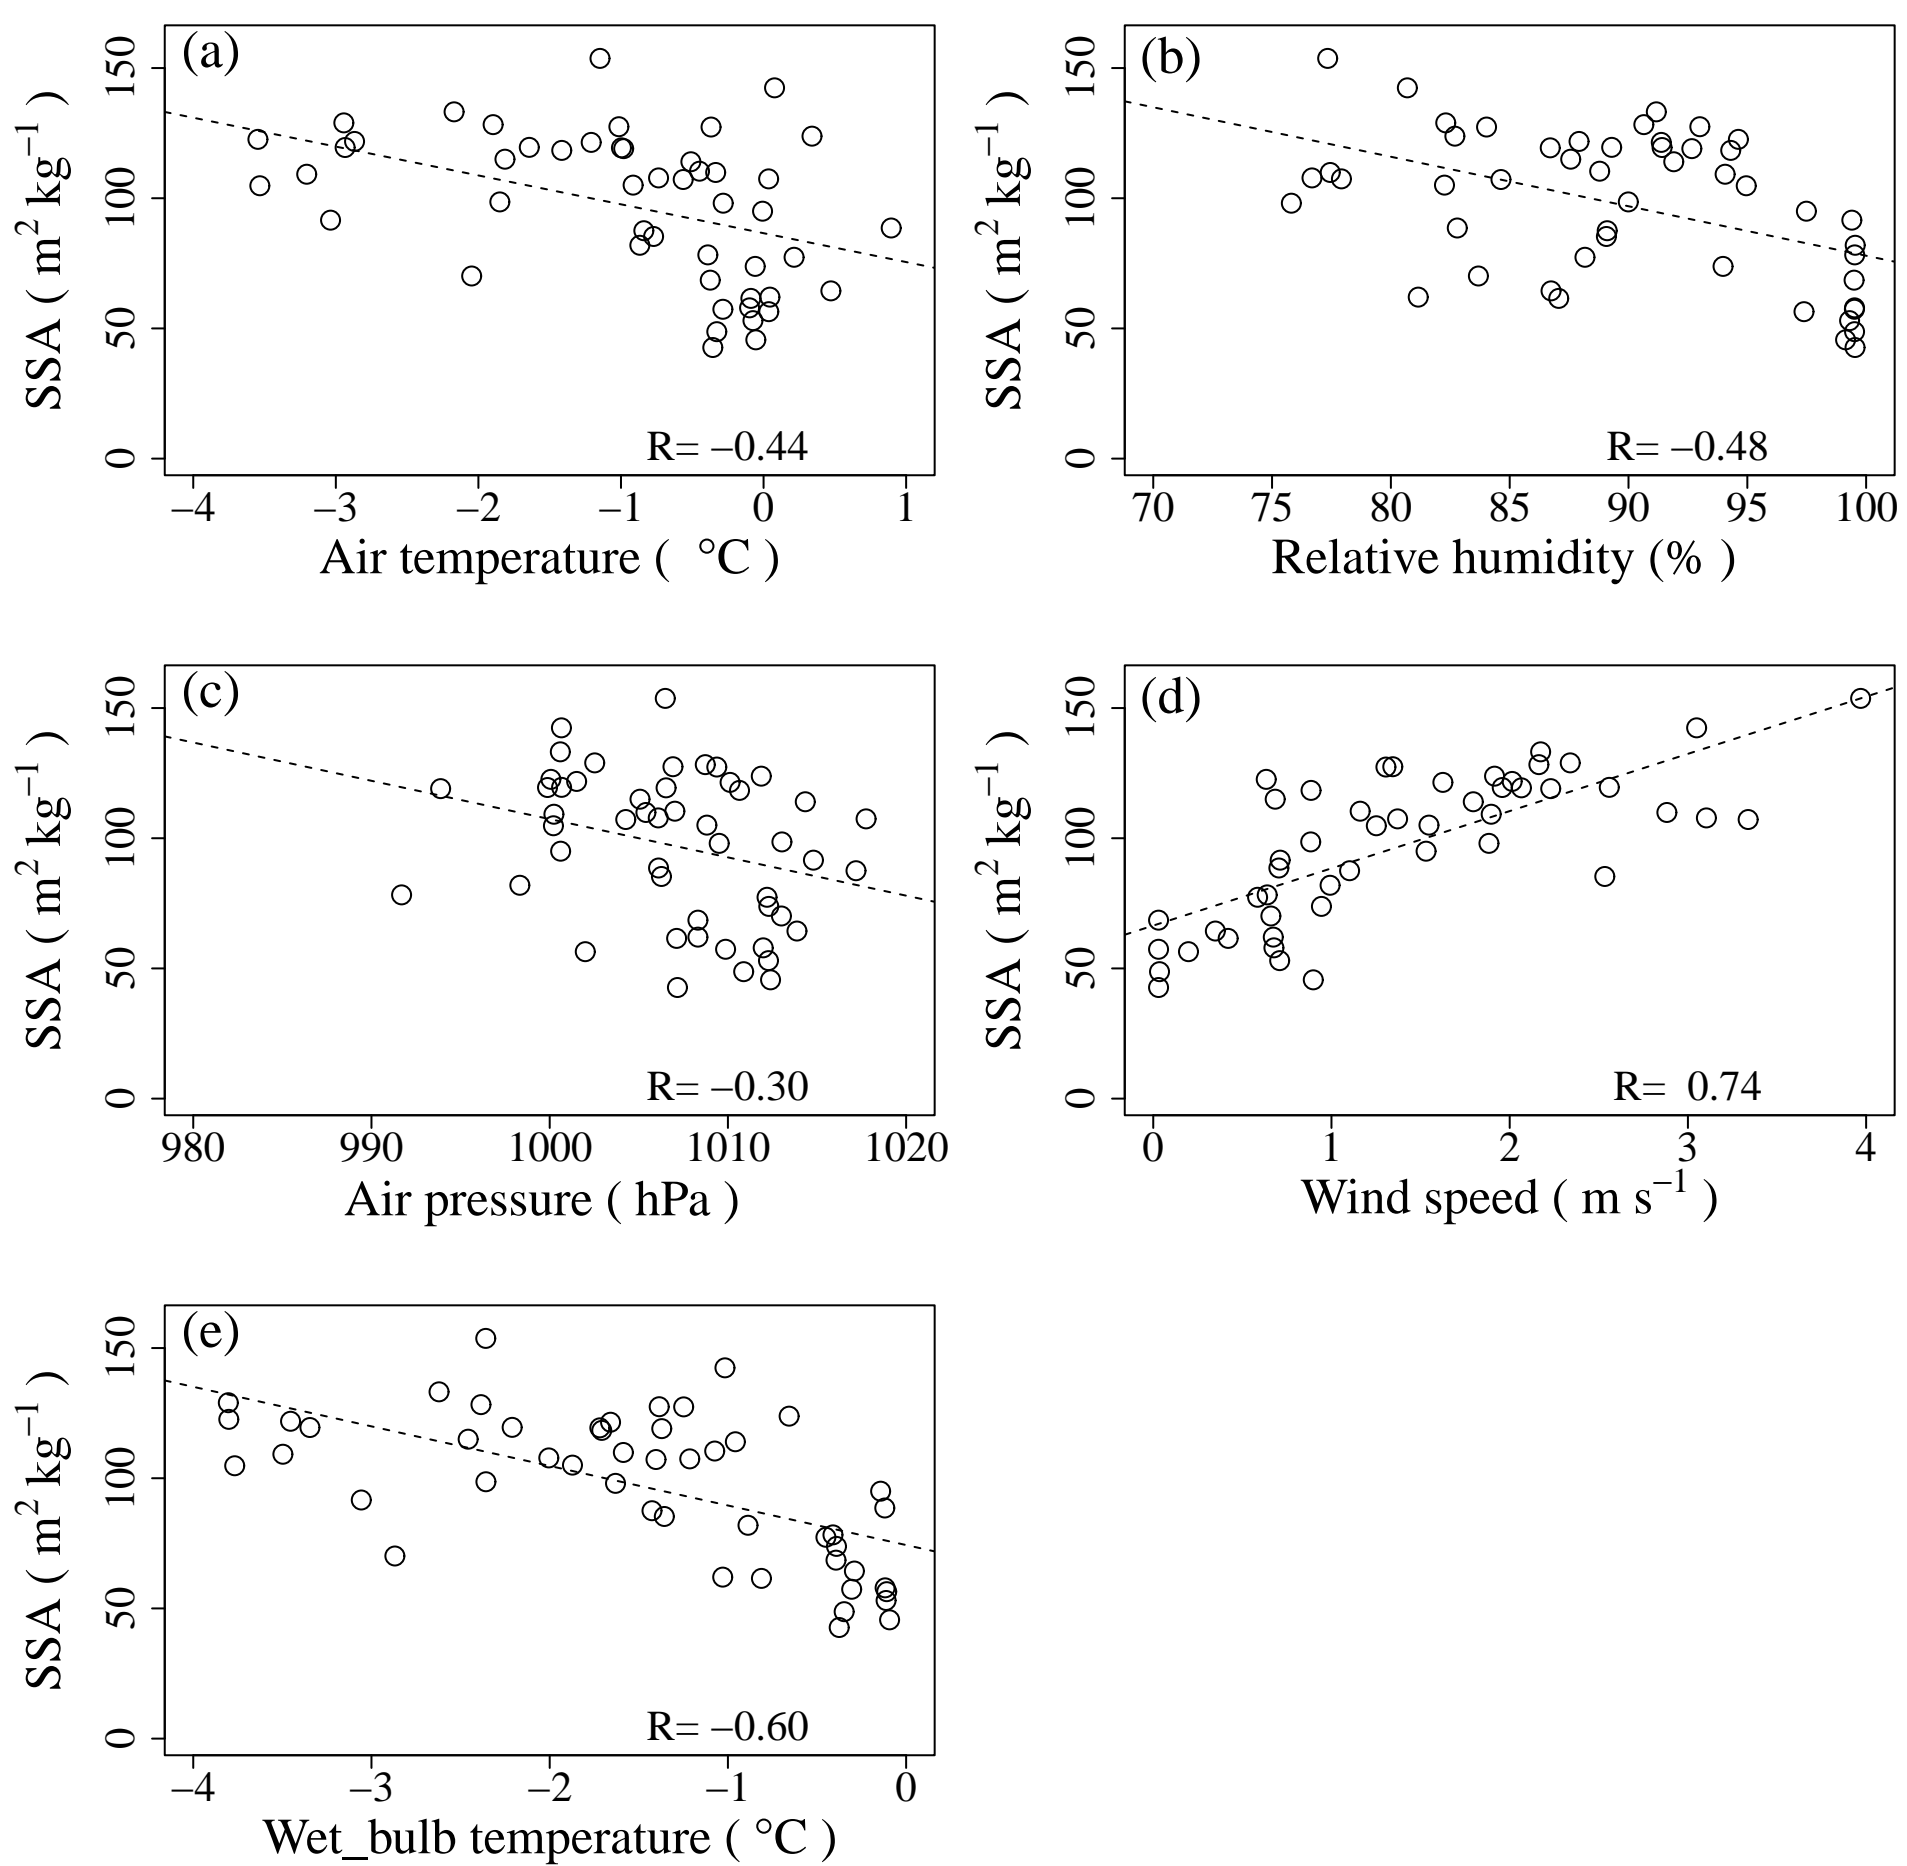 (a)
SSA ( m² kg⁻¹ )
0 50 100 150
R= −0.44
−4 −3 −2 −1 0 1
Air temperature ( °C )
(b)
SSA ( m² kg⁻¹ )
0 50 100 150
R= −0.48
70 75 80 85 90 95 100
Relative humidity (% )
(c)
SSA ( m² kg⁻¹ )
0 50 100 150
R= −0.30
980 990 1000 1010 1020
Air pressure ( hPa )
(d)
SSA ( m² kg⁻¹ )
0 50 100 150
R= 0.74
0 1 2 3 4
Wind speed ( m s⁻¹ )
(e)
SSA ( m² kg⁻¹ )
0 50 100 150
R= −0.60
−4 −3 −2 −1 0
Wet_bulb temperature ( °C )